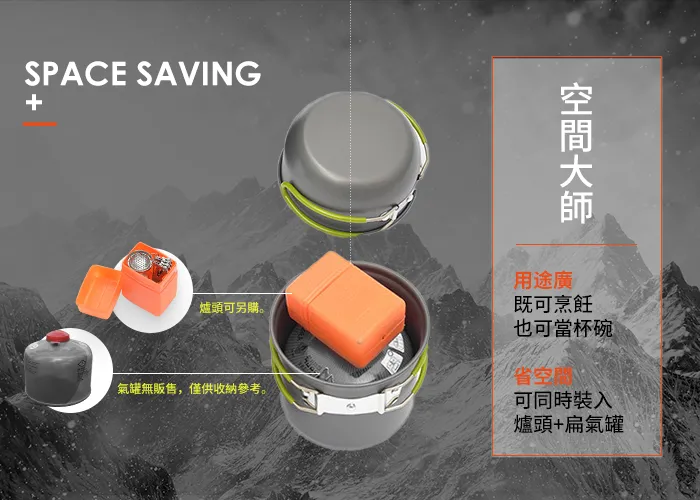 SPACE SAVING
+
空間大師
用途廣
既可烹飪
也可當杯碗
省空間
可同時裝入
爐頭+扁氣罐
爐頭可另購。
氣罐無販售，僅供收納參考。